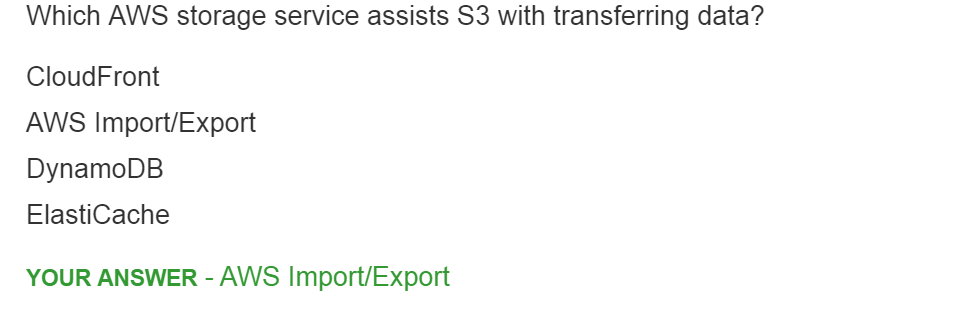 Which AWS storage service assists S3 with transferring data?
CloudFront
AWS Import/Export
DynamoDB
ElastiCache
YOUR ANSWER - AWS Import/Export